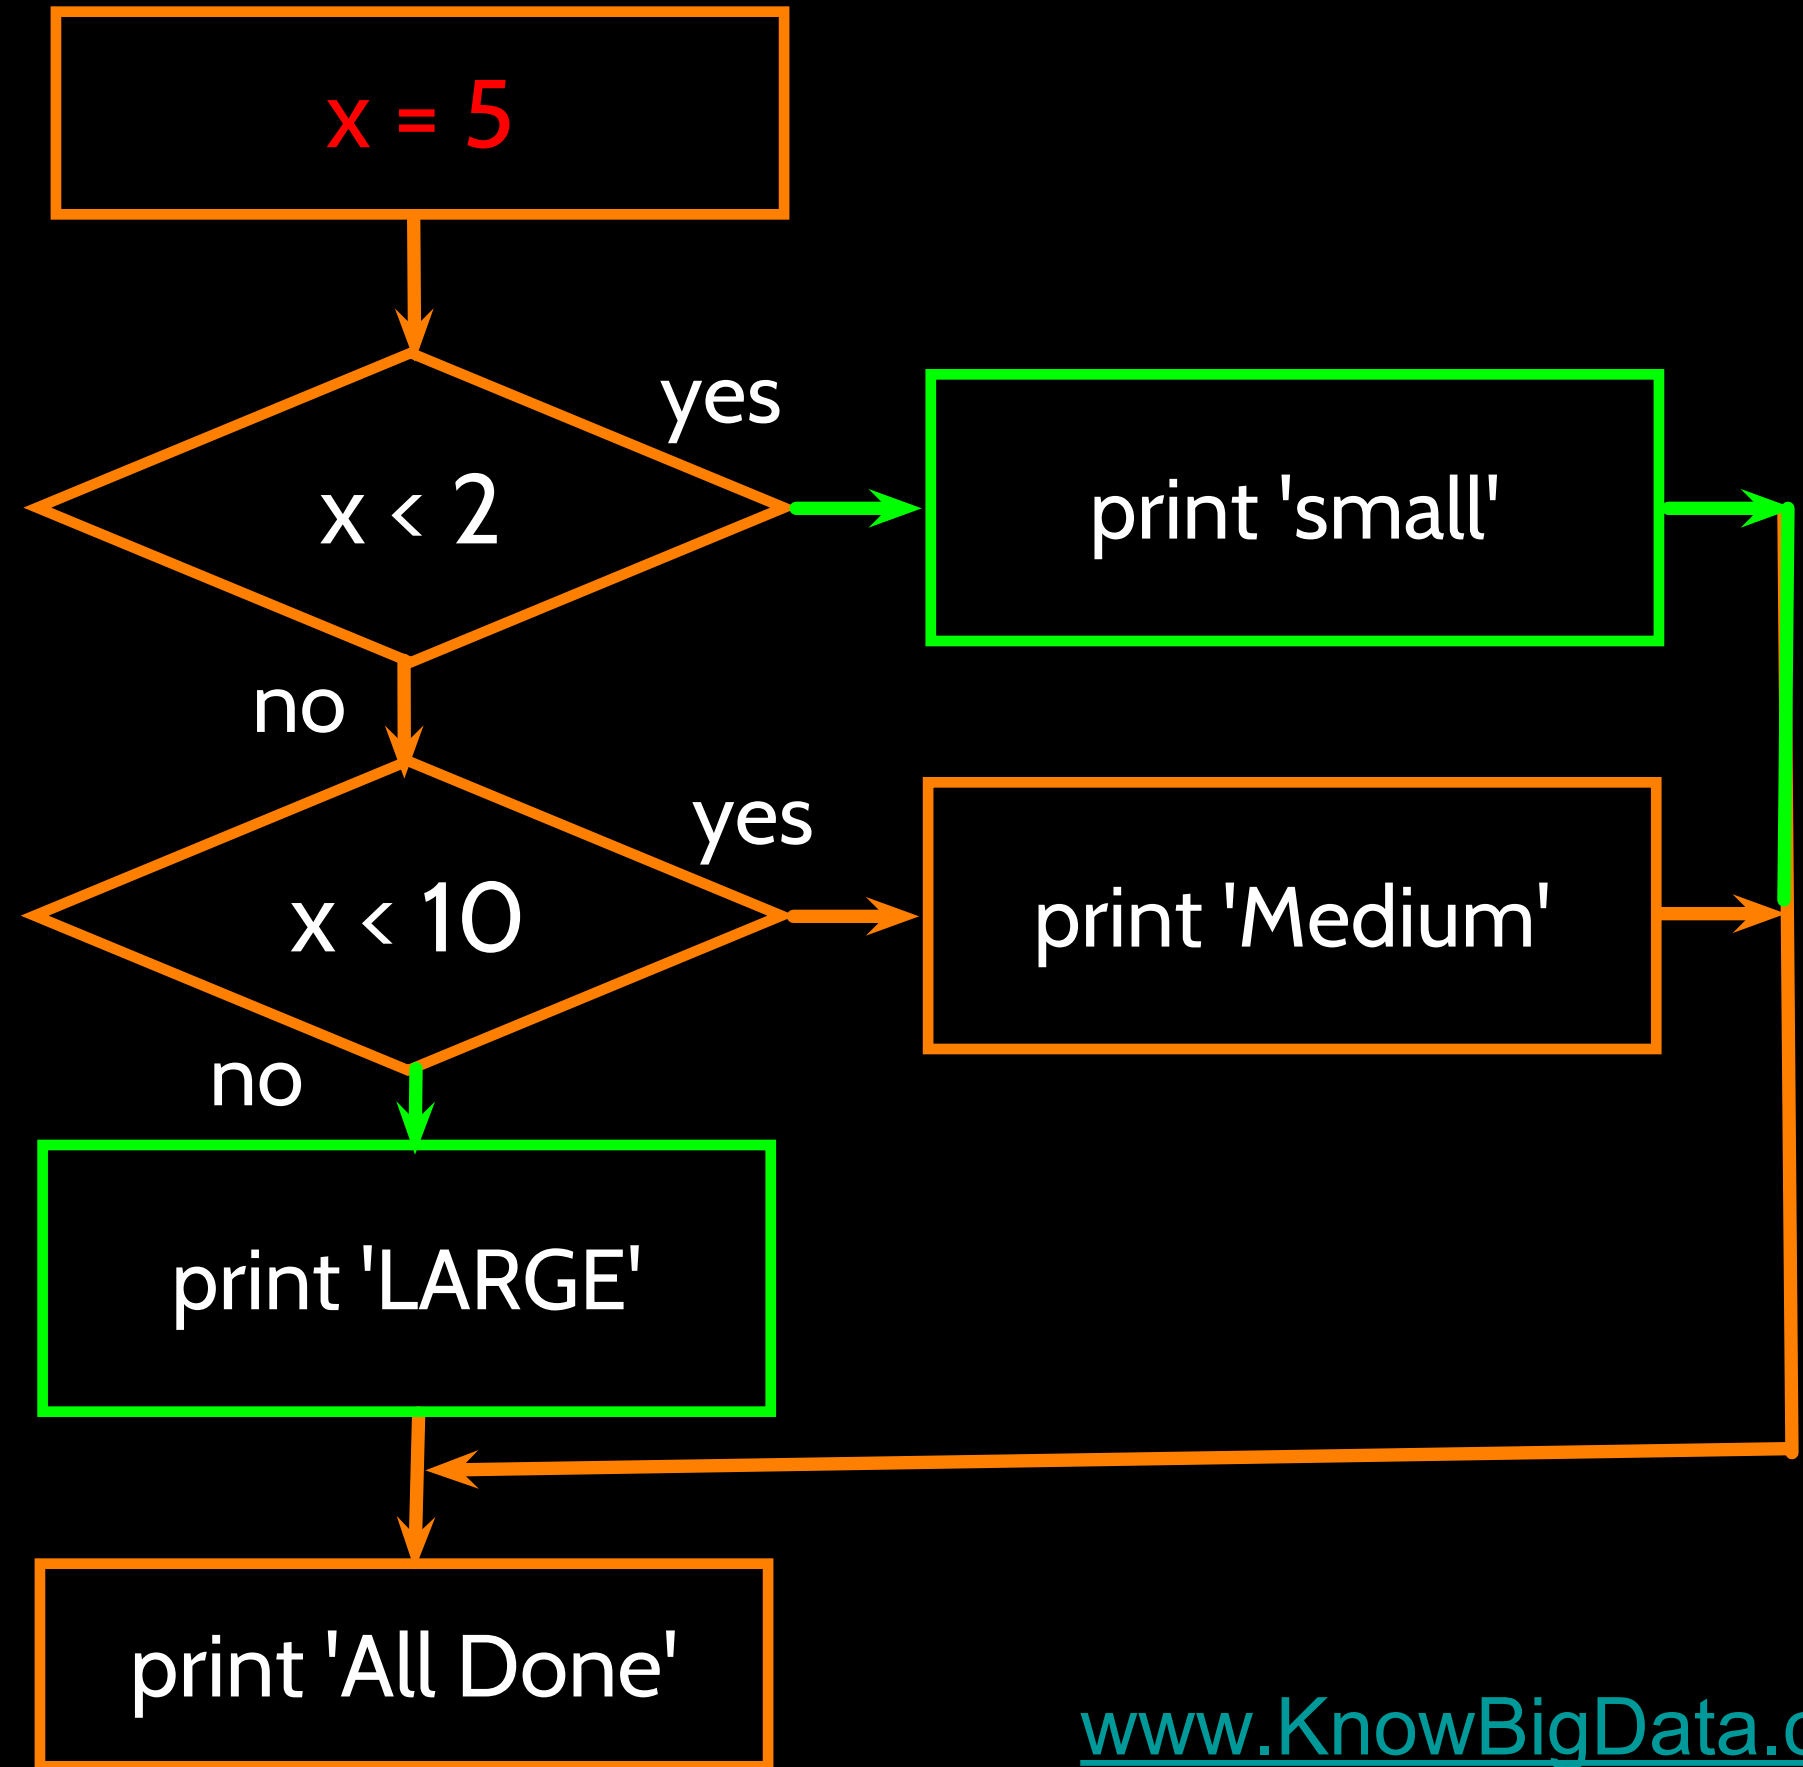 x = 5
yes
x < 2
print 'small'
no
yes
x < 10
print 'Medium'
no
print 'LARGE'
print 'All Done'
www.KnowBigData.c